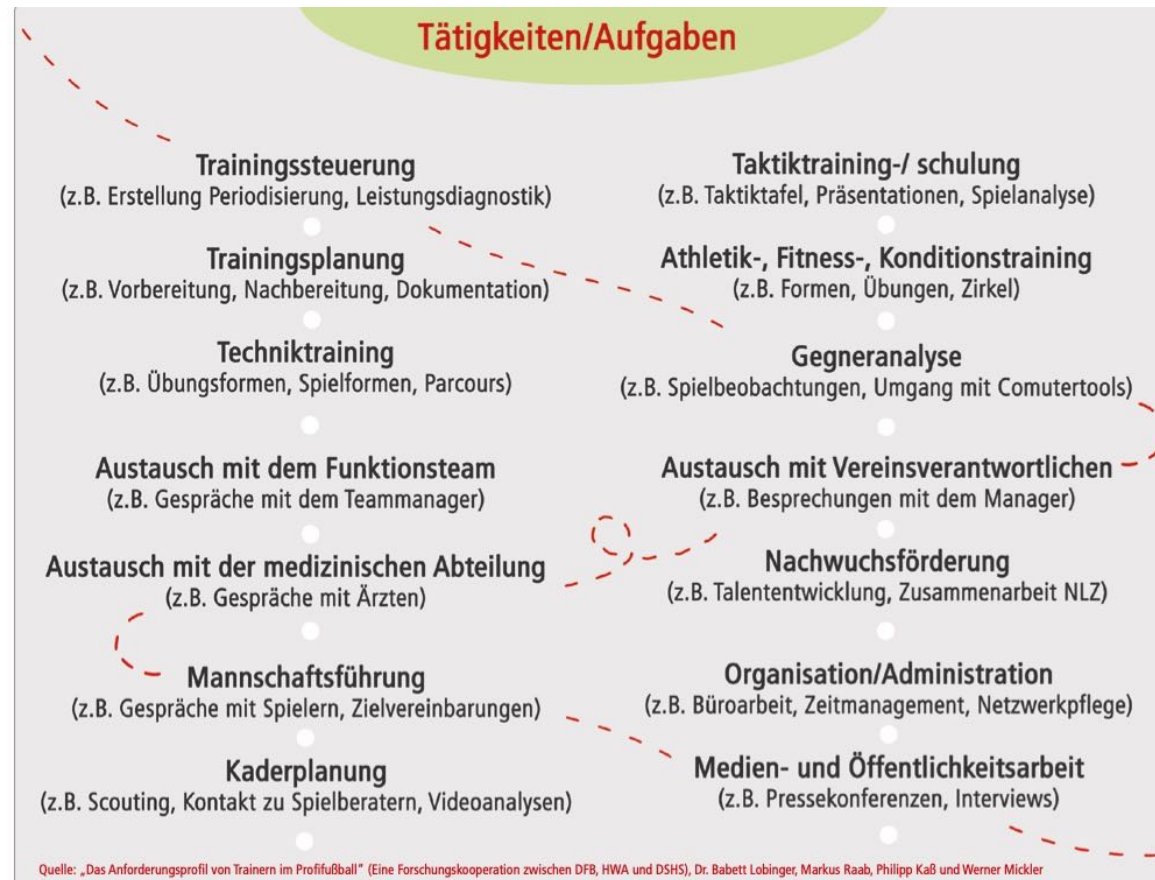 Tätigkeiten/Aufgaben
Trainingssteuerung
(z.B. Erstellung Periodisierung, Leistungsdiagnostik)
Trainingsplanung
(z.B. Vorbereitung, Nachbereitung, Dokumentation)
Techniktraining
(z.B. Übungsformen, Spielformen, Parcours)
Austausch mit dem Funktionsteam
(z.B. Gespräche mit dem Teammanager)
Austausch mit der medizinischen Abteilung
(z.B. Gespräche mit Ärzten)
Mannschaftsführung
(z.B. Gespräche mit Spielern, Zielvereinbarungen)
Kaderplanung
(z.B. Scouting, Kontakt zu Spielberatern, Videoanalysen)
Taktiktraining-/ schulung
(z.B. Taktiktafel, Präsentationen, Spielanalyse)
Athletik-, Fitness-, Konditionstraining
(z.B. Formen, Übungen, Zirkel)
Gegneranalyse
(z.B. Spielbeobachtungen, Umgang mit Comutertools)
Austausch mit Vereinsverantwortlichen
(z.B. Besprechungen mit dem Manager)
Nachwuchsförderung
(z.B. Talententwicklung, Zusammenarbeit NLZ)
Organisation/Administration
(z.B. Büroarbeit, Zeitmanagement, Netzwerkpflege)
Medien- und Öffentlichkeitsarbeit
(z.B. Pressekonferenzen, Interviews)
Quelle: „Das Anforderungsprofil von Trainern im Profifußball" (Eine Forschungskooperation zwischen DFB, HWA und DSHS), Dr. Babett Lobinger, Markus Raab, Philipp Kaß und Werner Mickler